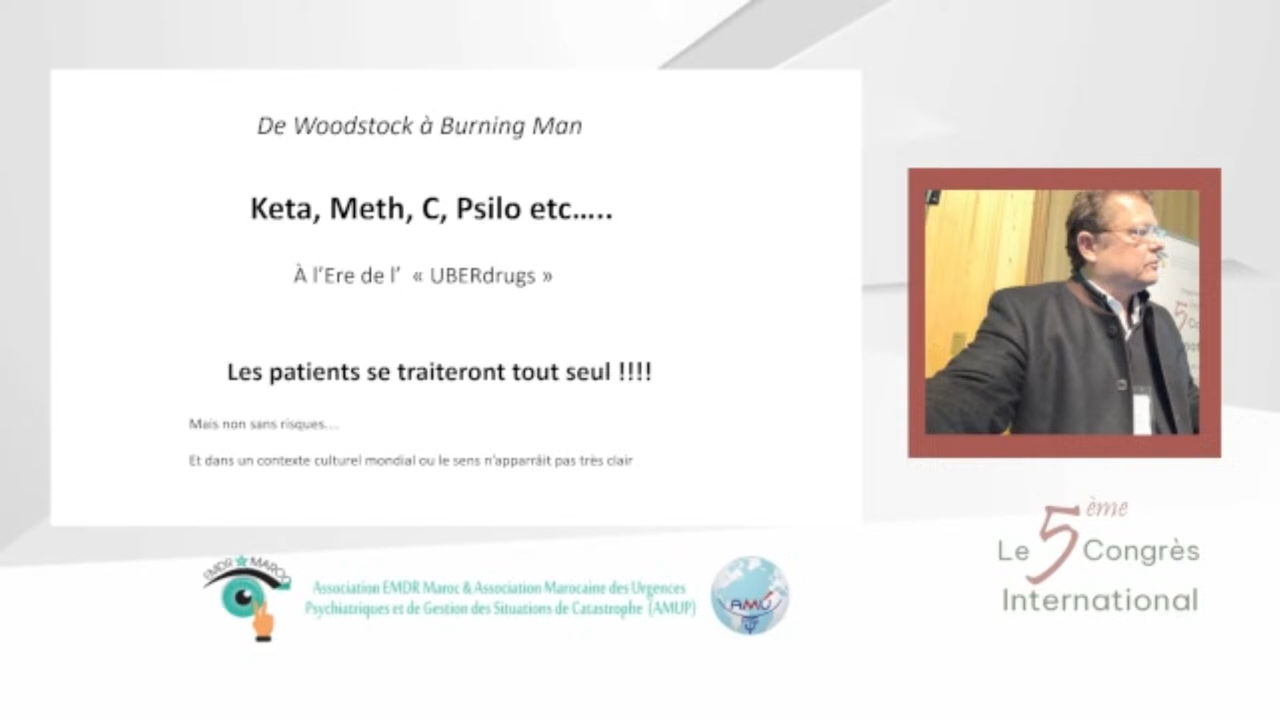 De Woodstock à Burning Man
Keta, Meth, C, Psilo etc.....
À l'Ere de l' « UBERdrugs »
Les patients se traiteront tout seul !!!!
Mais non sans risques....
Et dans un contexte culturel mondial ou le sens n'apparrâit pas très clair
EMDR MAROC
Association EMDR Maroc & Association Marocaine des Urgences
Psychiatriques et de Gestion des Situations de Catastrophe (AMUP)
AMU
5
Le 5ème Congrès
International